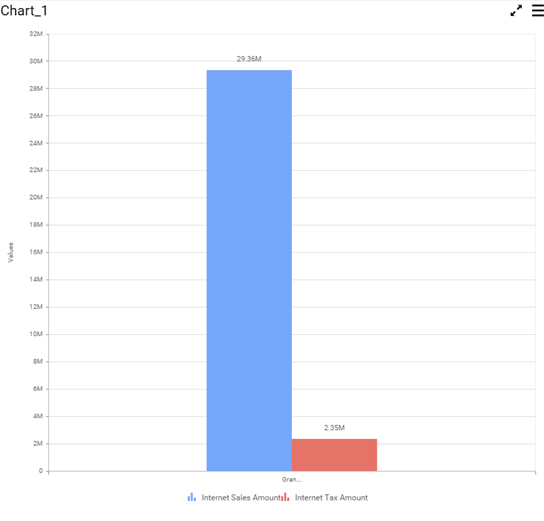 Chart_1
32M
30M
29.36M
28M
26M
24M
22M
20M
18M
16M
Values
14M
12M
10M
8M
6M
4M
2.35M
2M
0
Gran...
Internet Sales Amount Internet Tax Amount